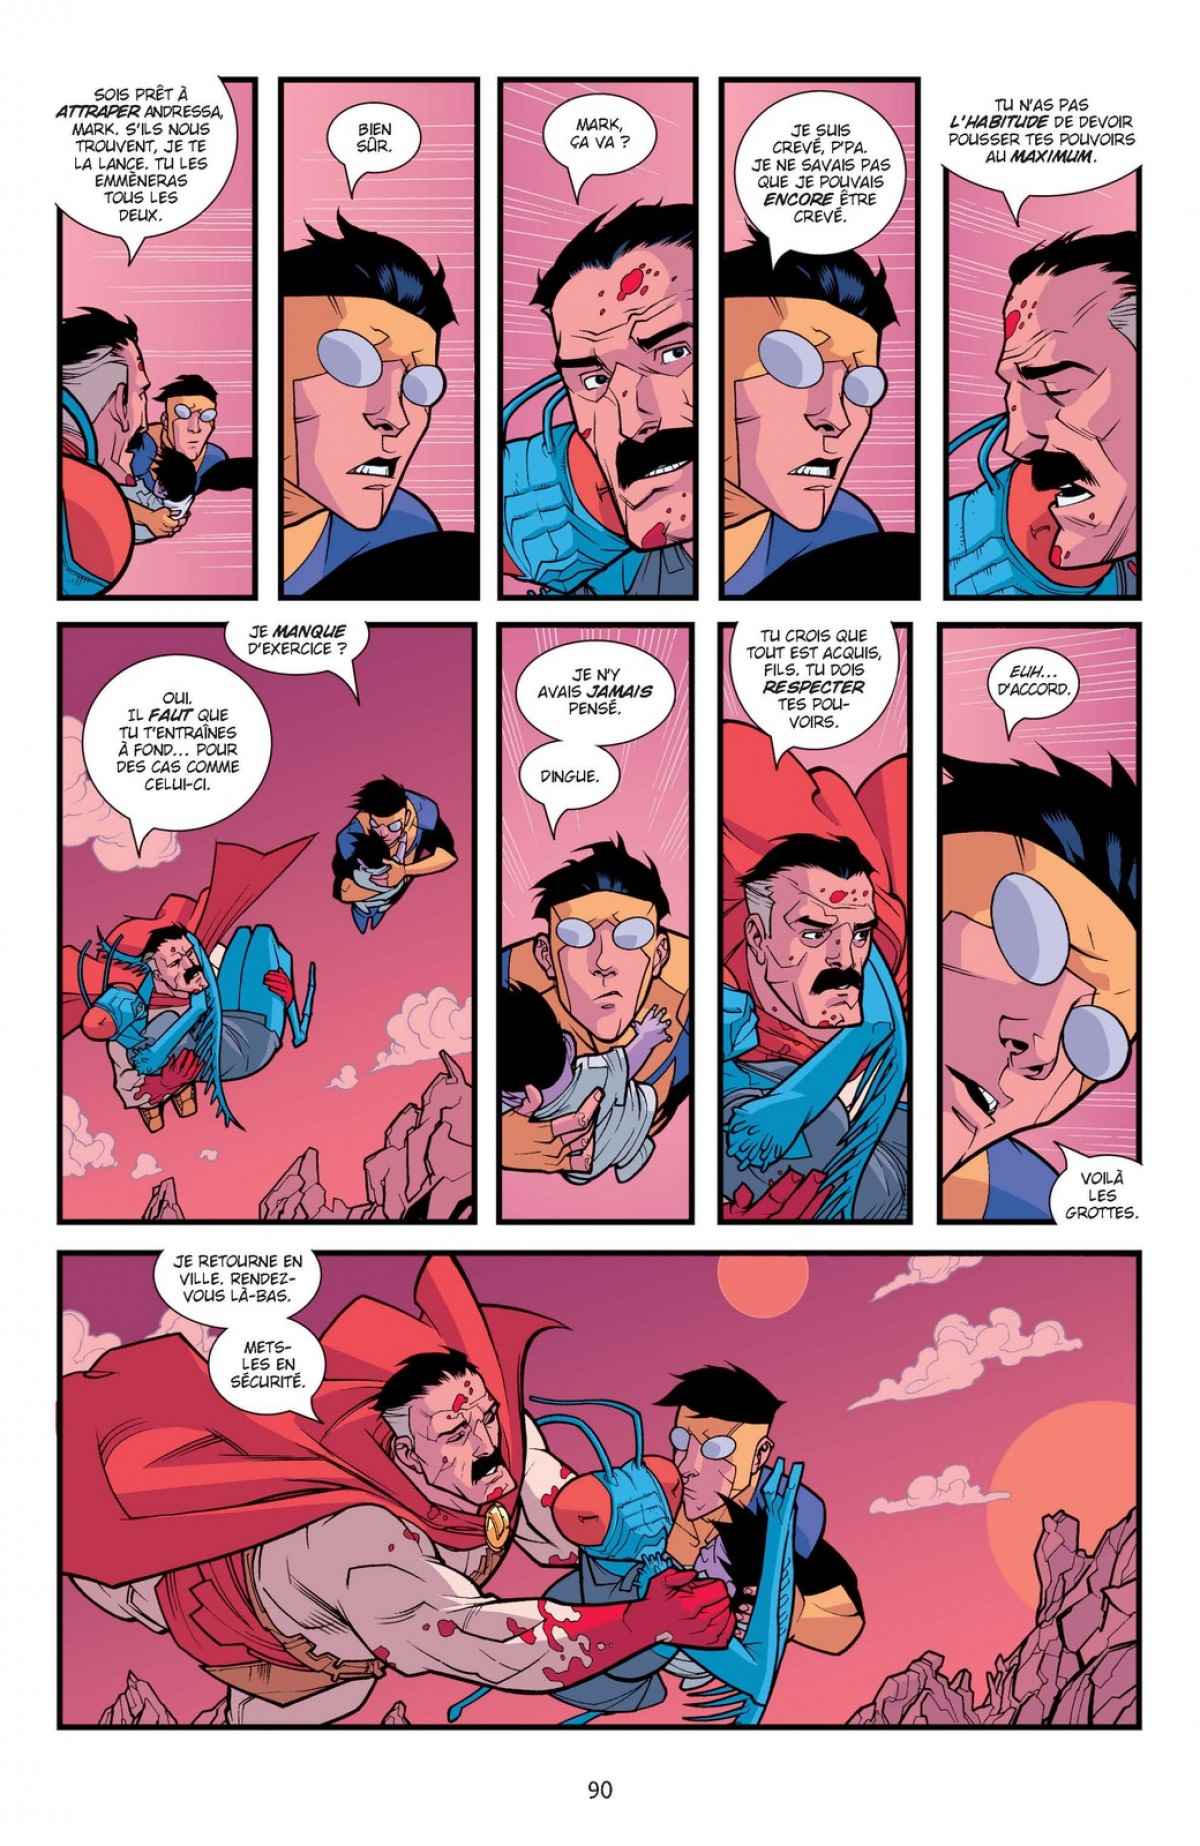 SOIS PRÊT À
ATTRAPER ANDRESSA,
MARK. S'ILS NOUS
TROUVENT, JE TE
LA LANCE. TU LES
EMMÈNERAS
TOUS LES
DEUX.
BIEN
SÛR.
MARK,
ÇA VA ?
JE SUIS
CREVÉ, P'PA.
JE NE SAVAIS PAS
QUE JE POUVAIS
ENCORE ÊTRE
CREVÉ.
TU N'AS PAS
L'HABITUDE DE DEVOIR
POUSSER TES POUVOIRS
AU MAXIMUM.
JE MANQUE
D'EXERCICE ?
OUI.
IL FAUT QUE
TU T'ENTRAÎNES
À FOND... POUR
DES CAS COMME
CELUI-CI.
JE N'Y
AVAIS JAMAIS
PENSÉ.
DINGUE.
TU CROIS QUE
TOUT EST ACQUIS,
FILS. TU DOIS
RESPECTER
TES POU-
VOIRS.
EUH...
D'ACCORD.
VOILÀ
LES
GROTTES.
JE RETOURNE EN
VILLE. RENDEZ-
VOUS LÀ-BAS.
METS-
LES EN
SÉCURITÉ.
90